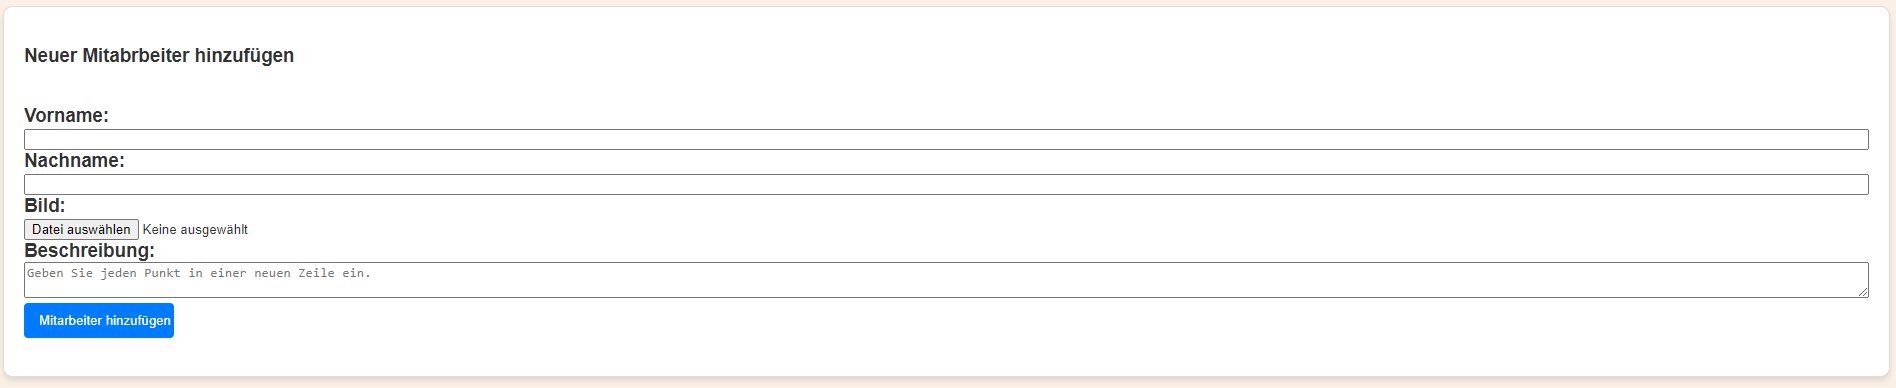 Neuer Mitabrbeiter hinzufügen
Vorname:
Nachname:
Bild:
Datei auswählen Keine ausgewählt
Beschreibung:
Geben Sie jeden Punkt in einer neuen Zeile ein.
Mitarbeiter hinzufügen